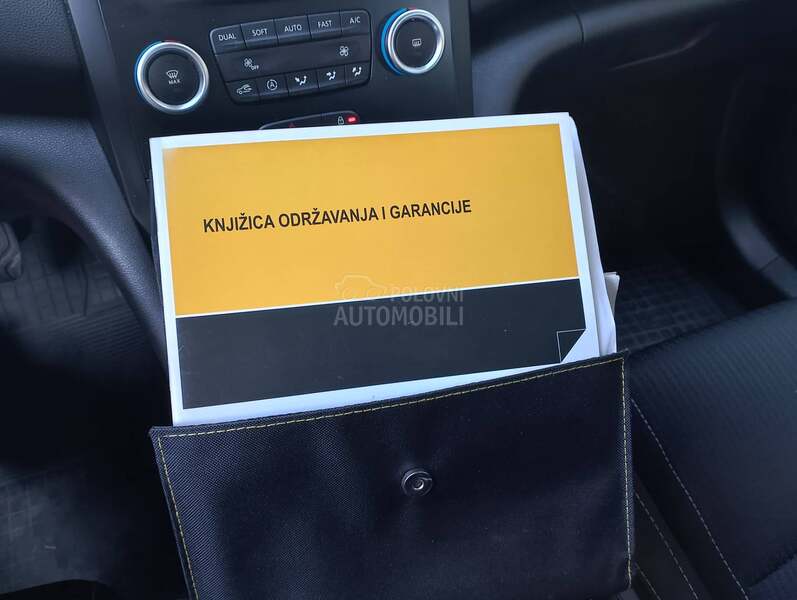 DUAL SOFT AUTO FAST A/C
OFF
MAX
KNJIŽICA ODRŽAVANJA I GARANCIJE
POLOVNI
AUTOMOBILI